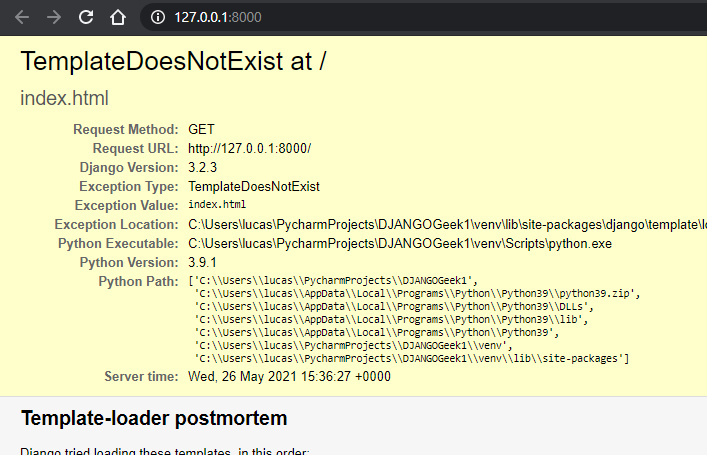 127.0.0.1:8000
TemplateDoesNotExist at /
index.html
Request Method: GET
Request URL: http://127.0.0.1:8000/
Django Version: 3.2.3
Exception Type: TemplateDoesNotExist
Exception Value: index.html
Exception Location: C:\Users\lucas\PycharmProjects\DJANGOGeek1\venv\lib\site-packages\django\template\lo
Python Executable: C:\Users\lucas\PycharmProjects\DJANGOGeek1\venv\Scripts\python.exe
Python Version: 3.9.1
Python Path: ['C:\\Users\\lucas\\PycharmProjects\\DJANGOGeek1',
'C:\\Users\\lucas\\AppData\\Local\\Programs\\Python\\Python39\\python39.zip',
'C:\\Users\\lucas\\AppData\\Local\\Programs\\Python\\Python39\\DLLs',
'C:\\Users\\lucas\\AppData\\Local\\Programs\\Python\\Python39\\lib',
'C:\\Users\\lucas\\AppData\\Local\\Programs\\Python\\Python39',
'C:\\Users\\lucas\\PycharmProjects\\DJANGOGeek1\\venv',
'C:\\Users\\lucas\\PycharmProjects\\DJANGOGeek1\\venv\\lib\\site-packages']
Server time: Wed, 26 May 2021 15:36:27 +0000
Template-loader postmortem
Django tried loading these templates, in this order: